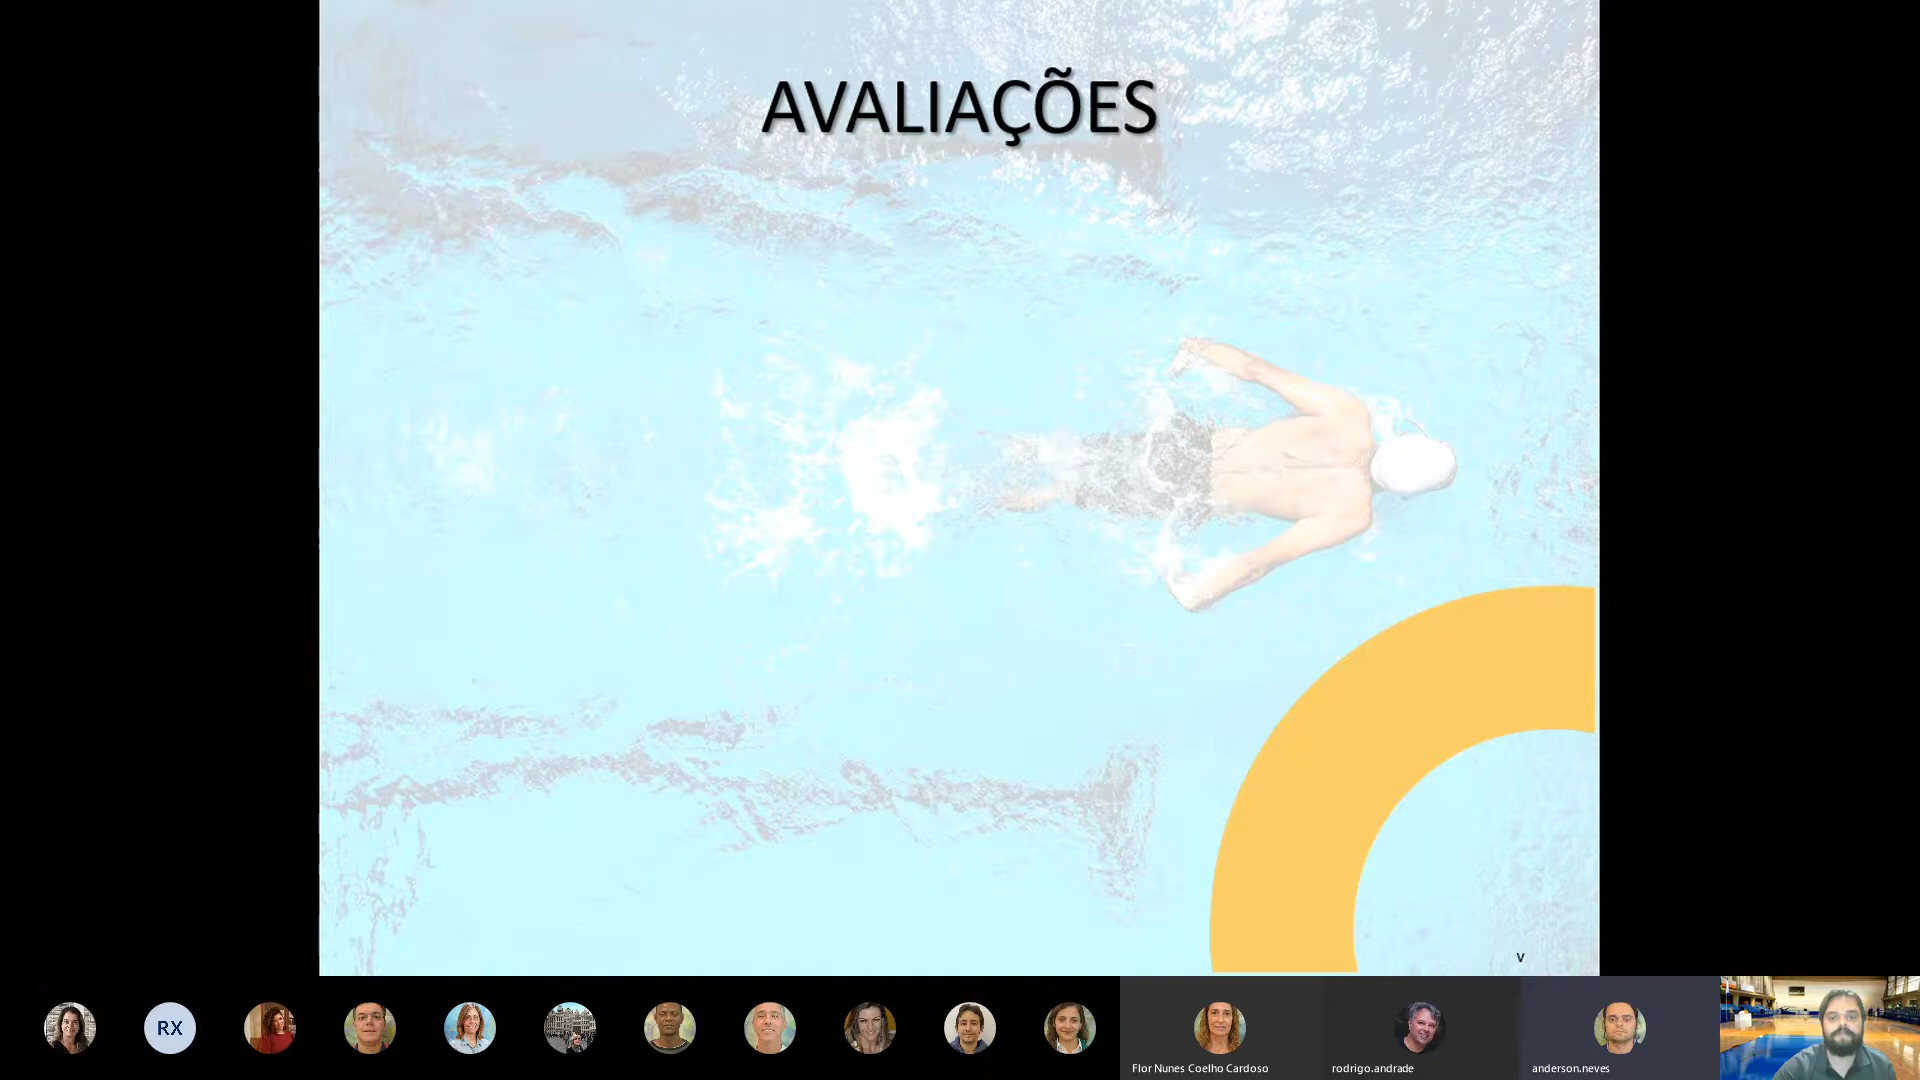 AVALIAÇÕES
v
RX
Flor Nunes Coelho Cardoso
rodrigo.andrade
anderson.neves